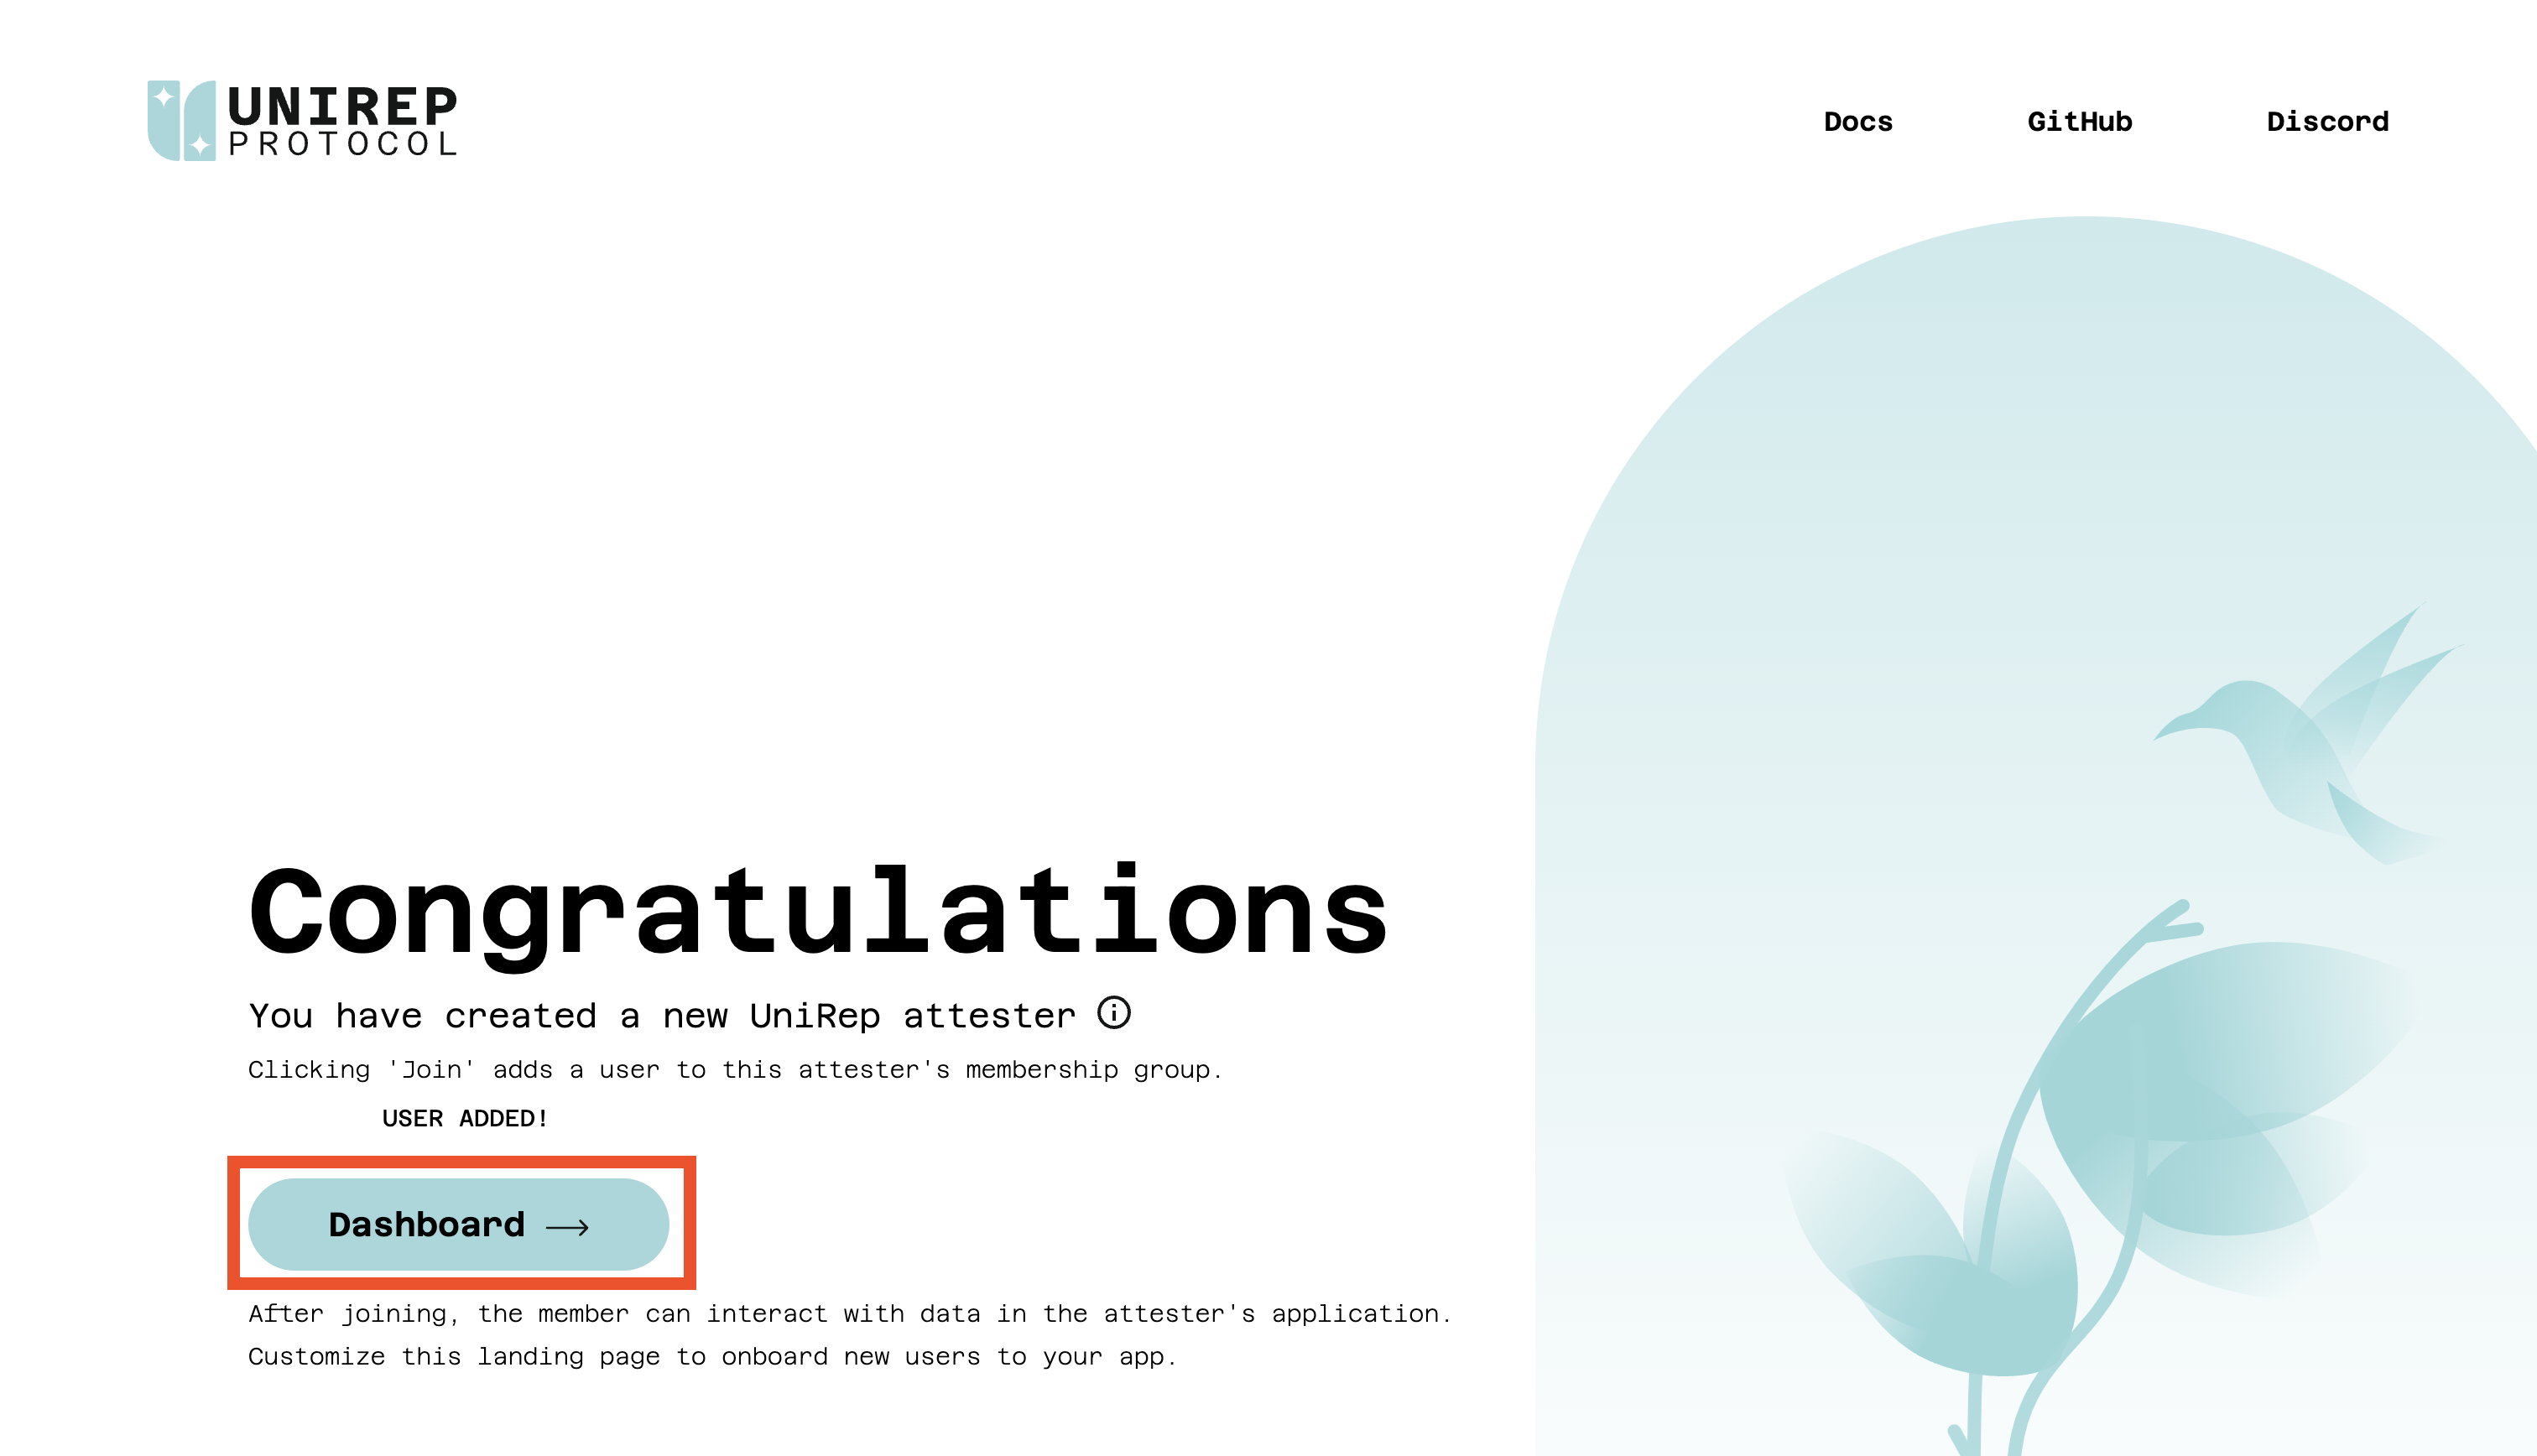 UNIREP
PROTOCOL
Docs GitHub Discord
Congratulations
You have created a new UniRep attester
Clicking 'Join' adds a user to this attester's membership group.
USER ADDED!
Dashboard →
After joining, the member can interact with data in the attester's application.
Customize this landing page to onboard new users to your app.